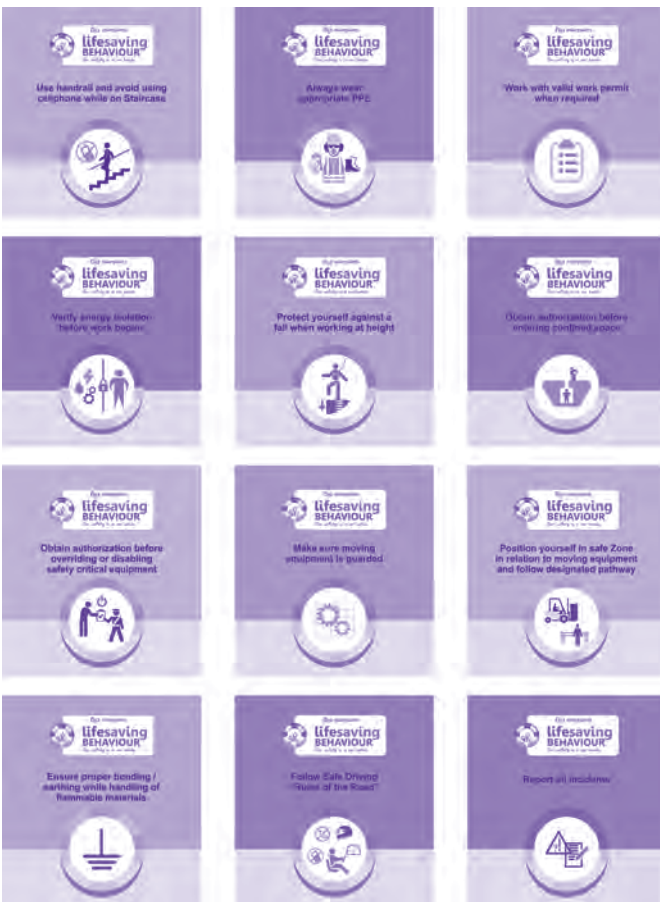 lifesaving
BEHAVIOUR
Use handrail and avoid using
cellphone while on Staircase
lifesaving
BEHAVIOUR
Always wear
appropriate PPE
lifesaving
BEHAVIOUR
Work with valid work permit
when required
lifesaving
BEHAVIOUR
Verify energy isolation
before work begins
lifesaving
BEHAVIOUR
Protect yourself against a
fall when working at height
lifesaving
BEHAVIOUR
Obtain authorization before
entering confined space
lifesaving
BEHAVIOUR
Obtain authorization before
overriding or disabling
safety critical equipment
lifesaving
BEHAVIOUR
Make sure moving
equipment is guarded
lifesaving
BEHAVIOUR
Position yourself in safe Zone
in relation to moving equipment
and follow designated pathway
lifesaving
BEHAVIOUR
Ensure proper bonding /
earthing while handling of
flammable materials
lifesaving
BEHAVIOUR
Follow Safe Driving
"Rules of the Road"
lifesaving
BEHAVIOUR
Report all incidents